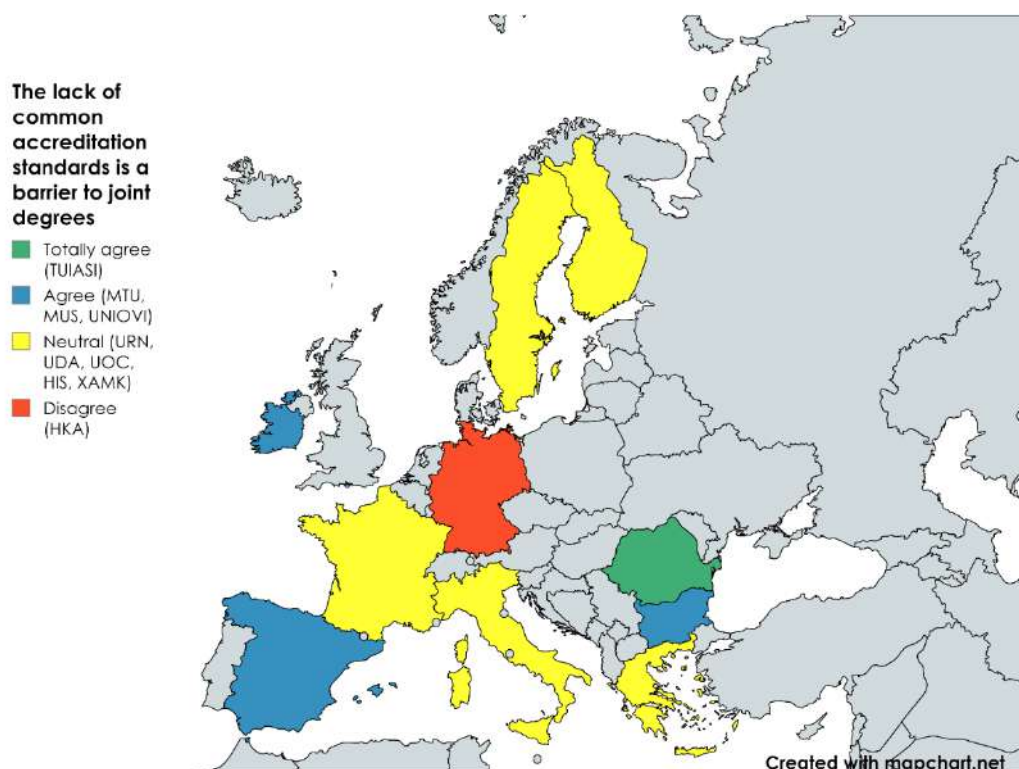 The lack of
common
accreditation
standards is a
barrier to joint
degrees
Totally agree
(TUIASI)
Agree (MTU,
MUS, UNIOVI)
Neutral (URN,
UDA, UOC,
HIS, XAMK)
Disagree
(HKA)
Created with mapchart.net